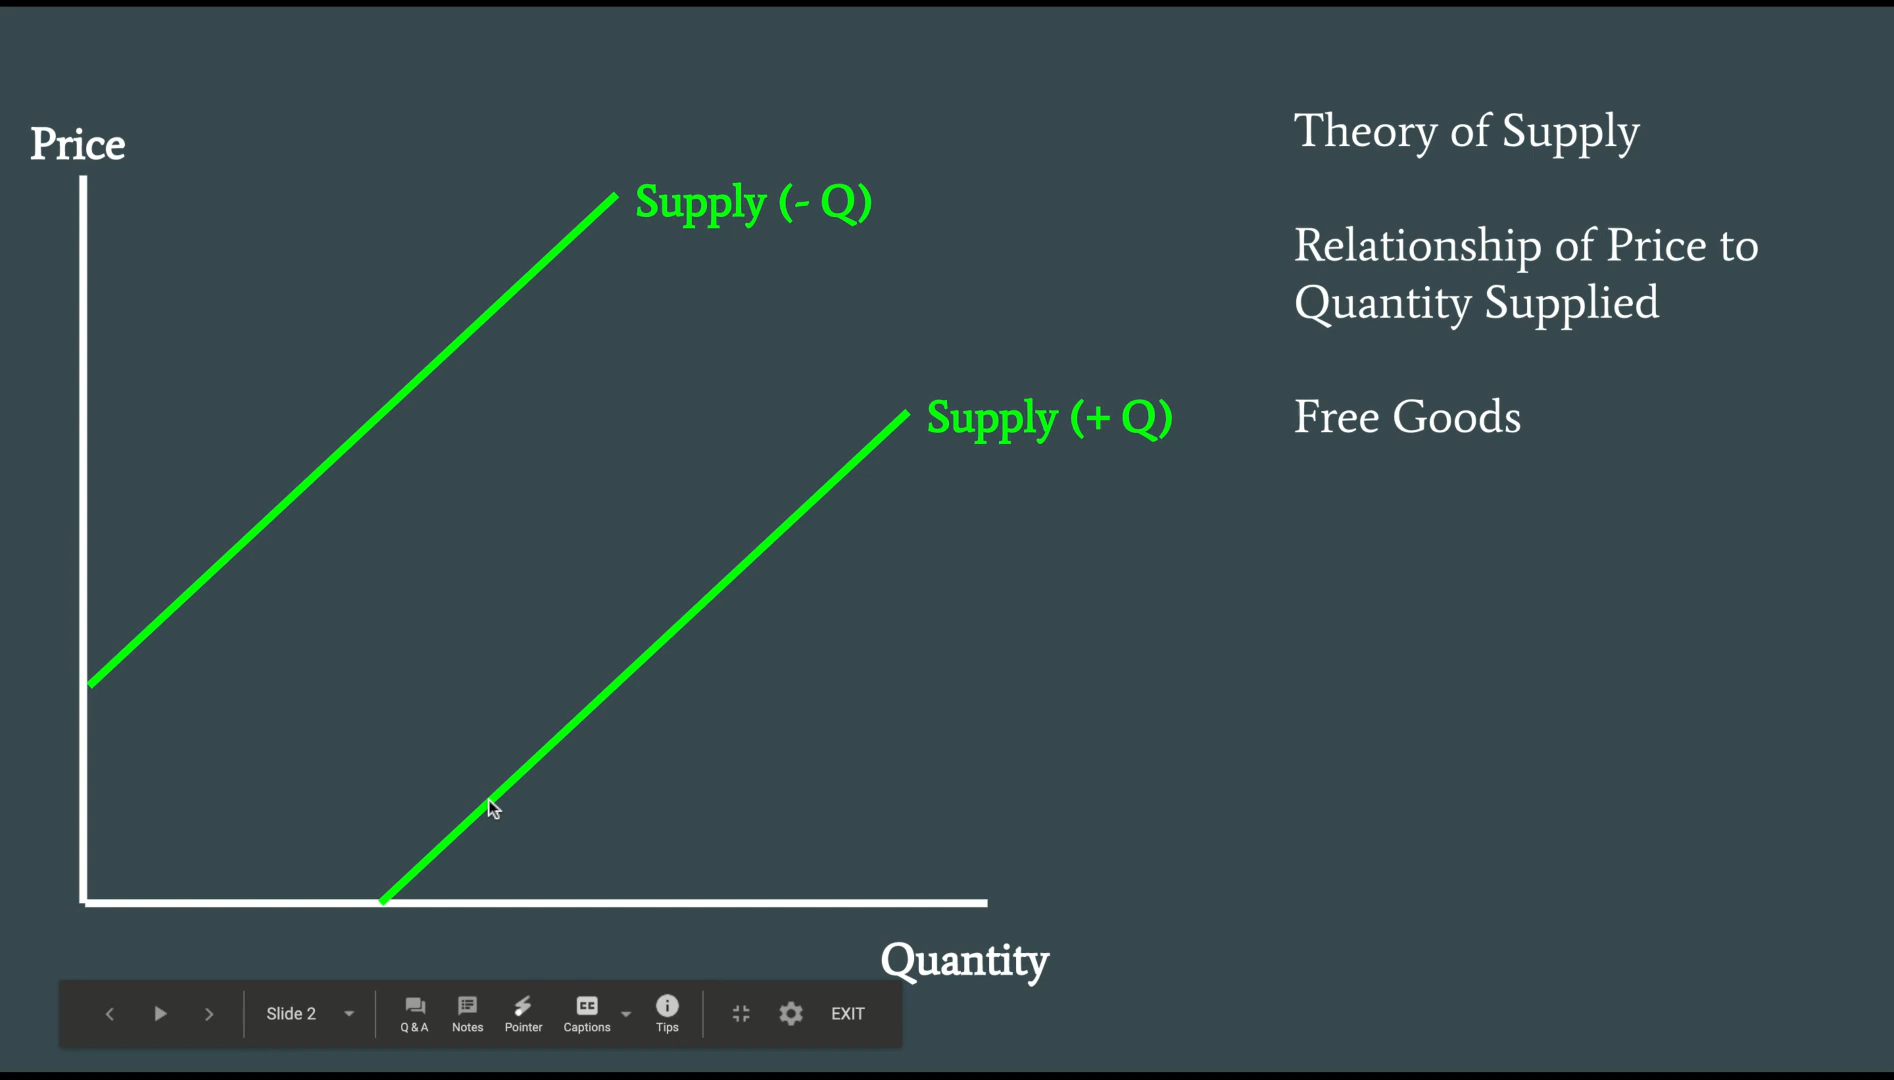 Price
Supply (- Q)
Supply (+ Q)
Quantity
Theory of Supply
Relationship of Price to
Quantity Supplied
Free Goods
Slide 2
Q & A
Notes
Pointer
CC
Captions
Tips
EXIT